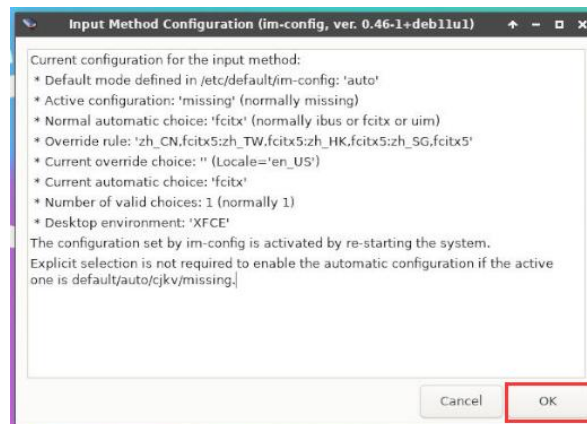 Input Method Configuration (im-config, ver. 0.46-1+deb11u1)
Current configuration for the input method:
* Default mode defined in /etc/default/im-config: 'auto'
* Active configuration: 'missing' (normally missing)
* Normal automatic choice: 'fcitx' (normally ibus or fcitx or uim)
* Override rule: 'zh_CN,fcitx5:zh_TW,fcitx5:zh_HK,fcitx5:zh_SG,fcitx5'
* Current override choice: '' (Locale='en_US')
* Current automatic choice: 'fcitx'
* Number of valid choices: 1 (normally 1)
* Desktop environment: 'XFCE'
The configuration set by im-config is activated by re-starting the system.
Explicit selection is not required to enable the automatic configuration if the active
one is default/auto/cjkv/missing.
Cancel OK